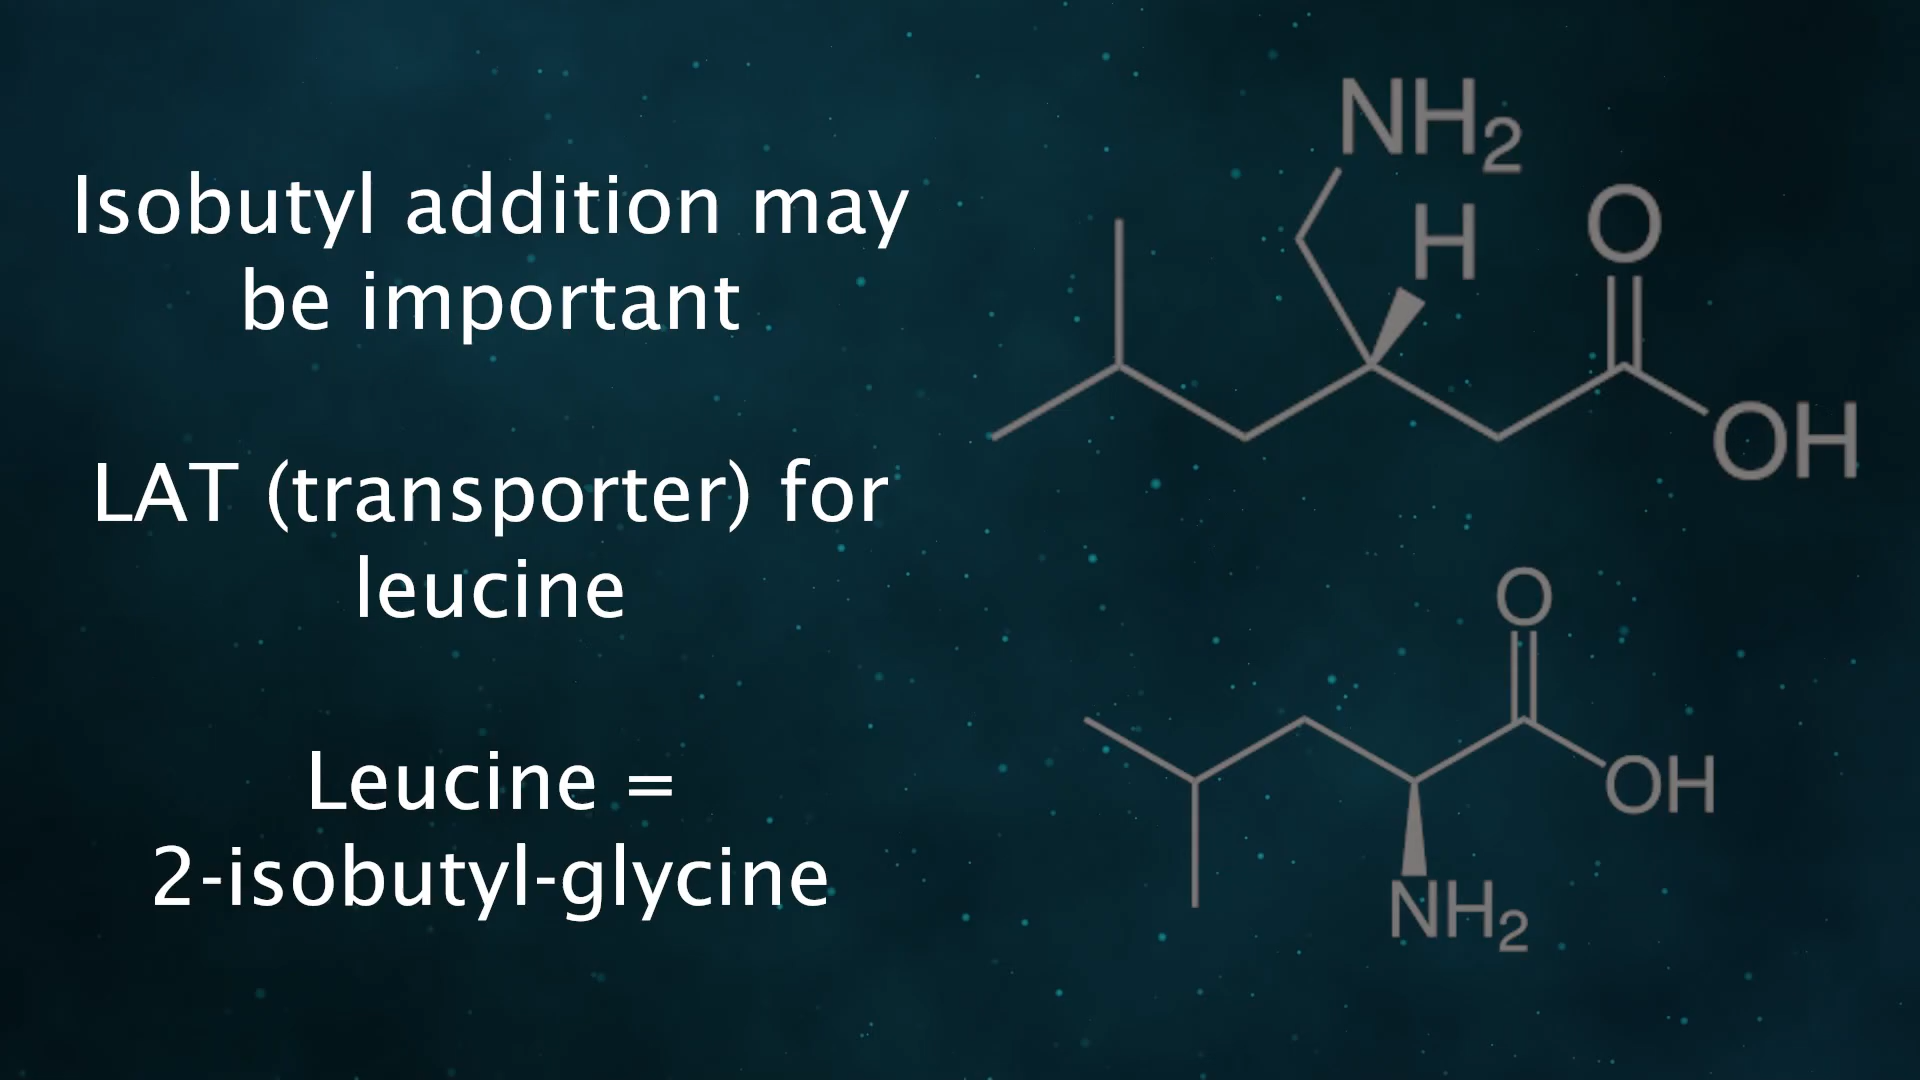 Isobutyl addition may
be important
LAT (transporter) for
leucine
Leucine =
2-isobutyl-glycine
NH2
H
O
OH
O
OH
NH2